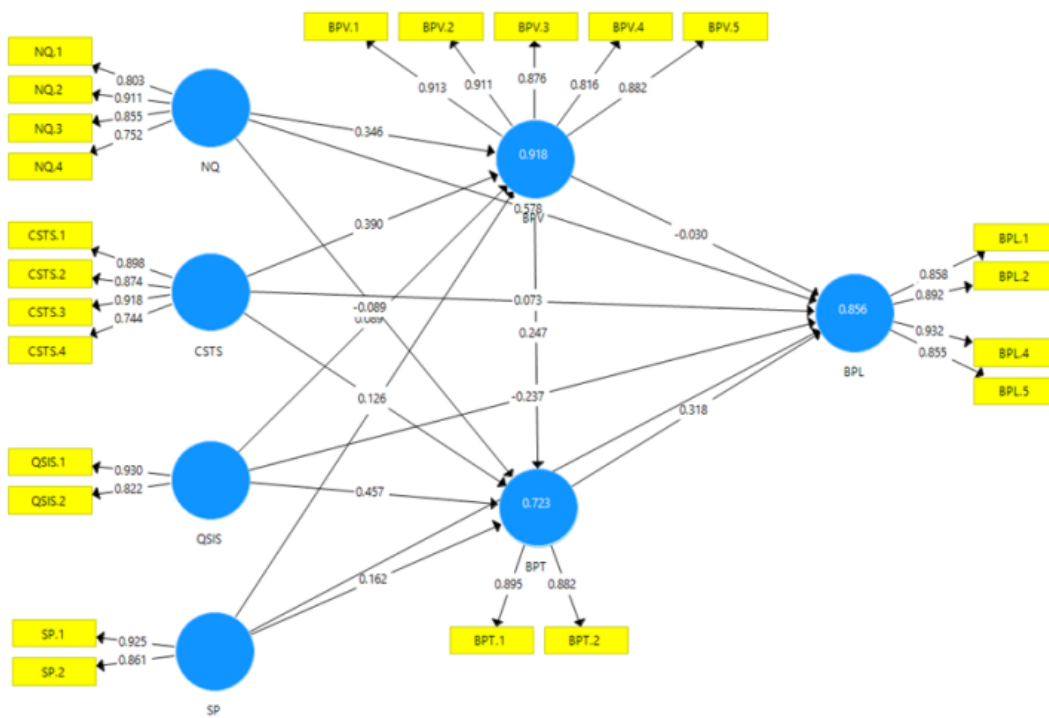 BPV.1 BPV.2 BPV.3 BPV.4 BPV.5
NQ.1
NQ.2
NQ.3
NQ.4
0.803
0.911
0.855
0.752
NQ
0.913
0.911
0.876
0.816
0.882
0.346
0.918
BPV
0.578
0.390
-0.030
CSTS.1
CSTS.2
CSTS.3
CSTS.4
0.898
0.874
0.918
0.744
CSTS
-0.089
0.073
0.247
BPL.1
BPL.2
BPL.4
BPL.5
0.858
0.892
0.932
0.855
0.856
BPL
0.126
-0.237
0.318
QSIS.1
QSIS.2
0.930
0.822
QSIS
0.457
0.723
BPT
0.162
0.895
0.882
BPT.1 BPT.2
SP.1
SP.2
0.925
0.861
SP